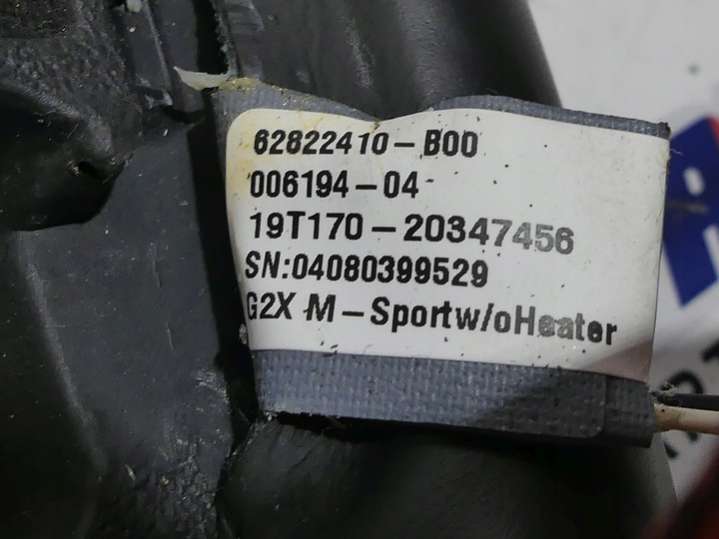 62822410-B00
006194-04-
19T170-20347456
SN:04080399529
G2X M-Sportw/oHeater